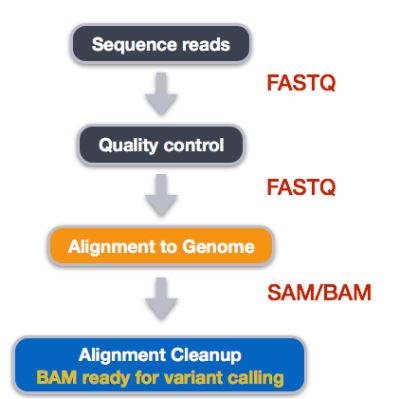 Sequence reads
FASTQ
Quality control
FASTQ
Alignment to Genome
SAM/BAM
Alignment Cleanup
BAM ready for variant calling